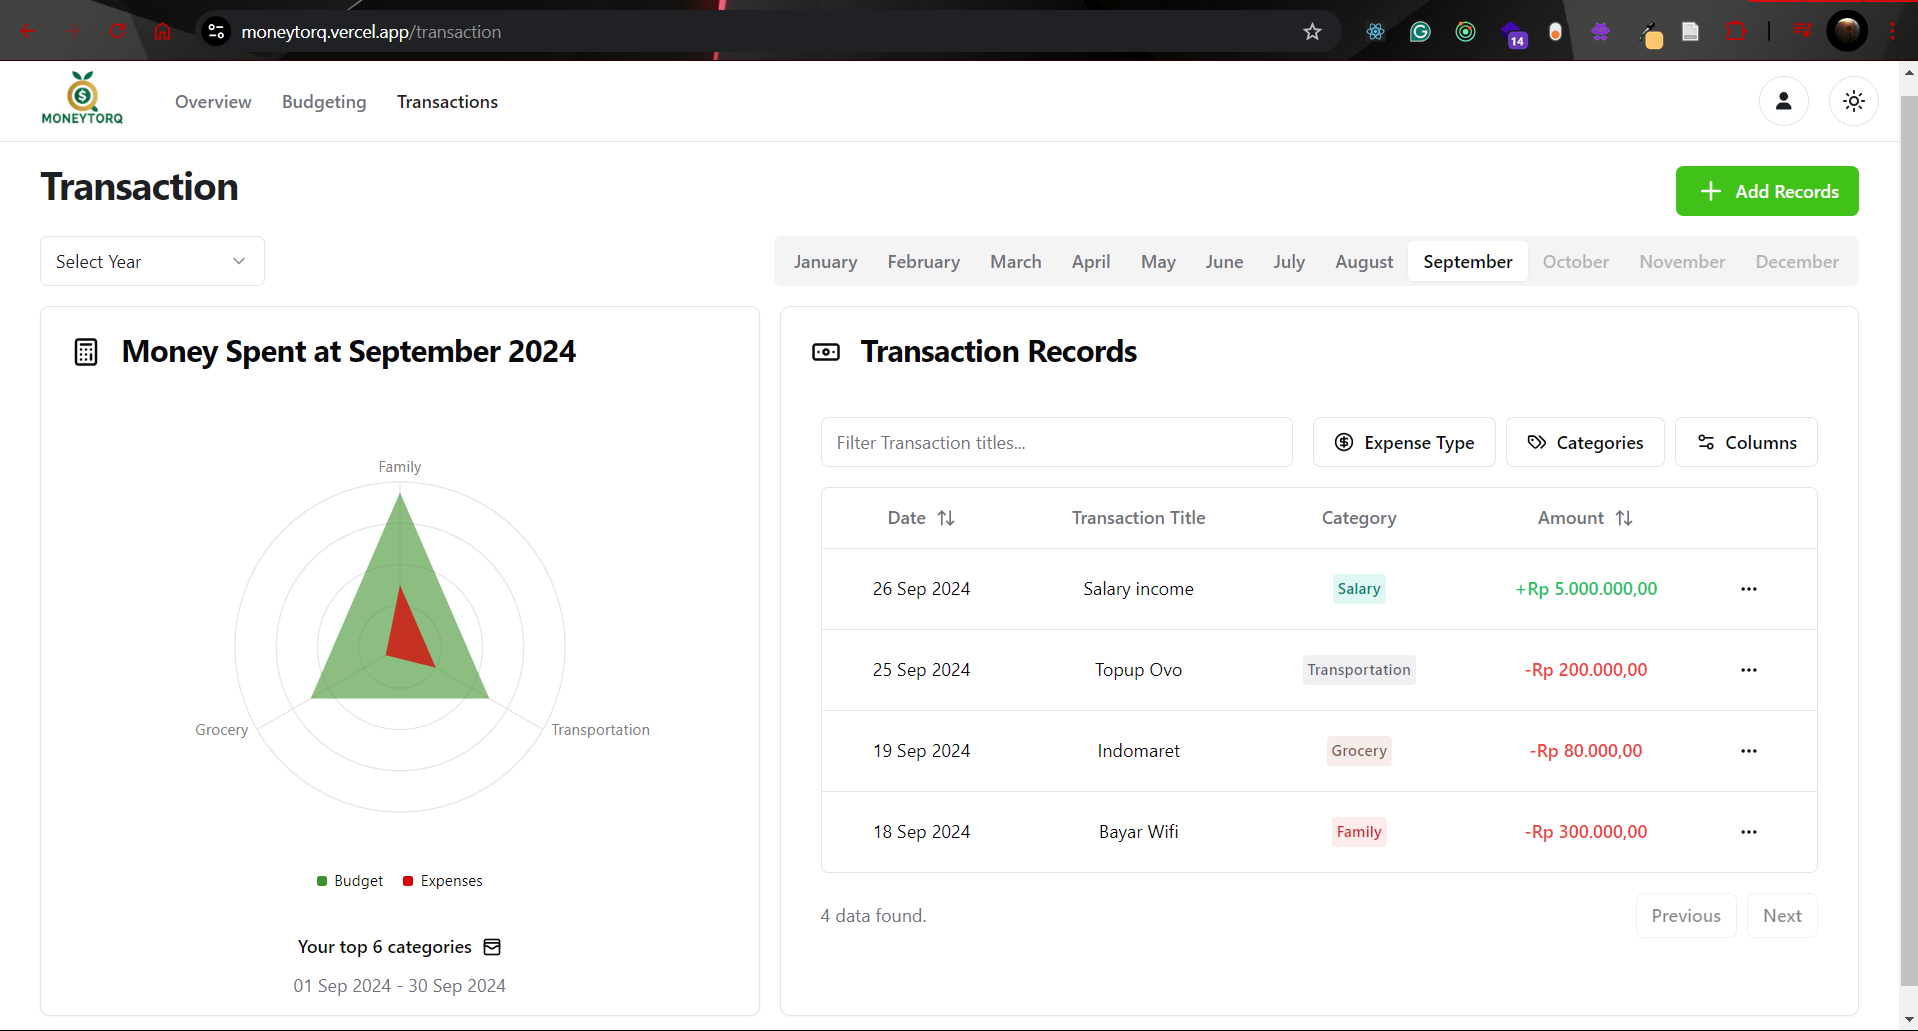 moneytorq.vercel.app/transaction
14
MONEYTORQ
Overview Budgeting Transactions
Transaction
Add Records
Select Year
January February March April May June July August September October November December
Money Spent at September 2024
Family
Grocery
Transportation
Budget Expenses
Your top 6 categories
01 Sep 2024 - 30 Sep 2024
Transaction Records
Filter Transaction titles...
Expense Type
Categories
Columns
Date Transaction Title Category Amount
26 Sep 2024 Salary income Salary +Rp 5.000.000,00
25 Sep 2024 Topup Ovo Transportation -Rp 200.000,00
19 Sep 2024 Indomaret Grocery -Rp 80.000,00
18 Sep 2024 Bayar Wifi Family -Rp 300.000,00
4 data found.
Previous
Next